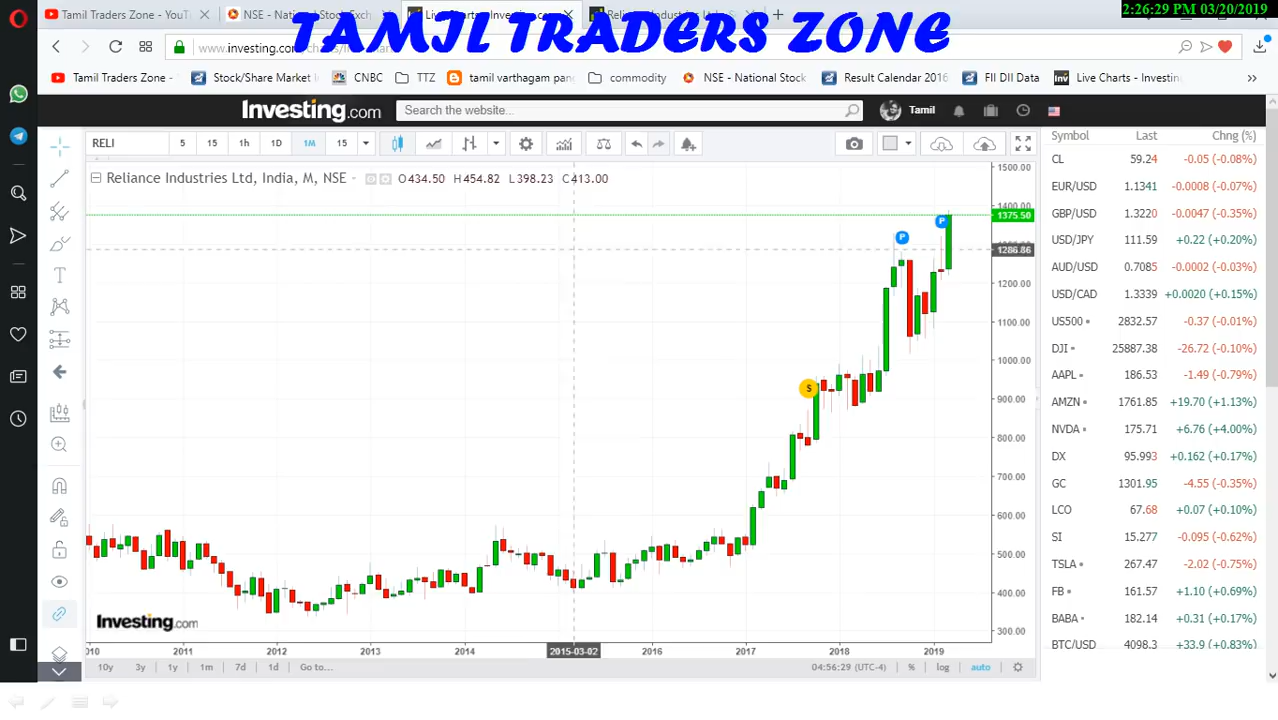 2:26:29 PM 03/20/2019
Tamil Traders Zone - YouT
NSE - National Stock Exch
TAMIL TRADERS ZONE
www.investing.
Tamil Traders Zone -
Stock/Share Market
CNBC
TTZ
tamil varthagam pan
commodity
NSE - National Stock
Result Calendar 2016
FII DII Data
Live Charts - Investin
Investing.com
Search the website...
Tamil
RELI
5
15
1h
1D
1M
15
Symbol Last Chng (%)
Reliance Industries Ltd, India, M, NSE
O434.50 H454.82 L398.23 C413.00
CL 59.24 -0.05 (-0.08%)
EUR/USD 1.1341 -0.0008 (-0.07%)
GBP/USD 1.3220 -0.0047 (-0.35%)
USD/JPY 111.59 +0.22 (+0.20%)
AUD/USD 0.7085 -0.0002 (-0.03%)
USD/CAD 1.3339 +0.0020 (+0.15%)
US500 2832.57 -0.37 (-0.01%)
DJI 25887.38 -26.72 (-0.10%)
AAPL 186.53 -1.49 (-0.79%)
AMZN 1761.85 +19.70 (+1.13%)
NVDA 175.71 +6.76 (+4.00%)
DX 95.993 +0.162 (+0.17%)
GC 1301.95 -4.55 (-0.35%)
LCO 67.68 +0.07 (+0.10%)
SI 15.277 -0.095 (-0.62%)
TSLA 267.47 -2.02 (-0.75%)
FB 161.57 +1.10 (+0.69%)
BABA 182.14 +0.31 (+0.17%)
BTC/USD 4098.3 +33.9 (+0.83%)
1500.00
1400.00
1375.50
1286.86
1200.00
1100.00
1000.00
900.00
800.00
700.00
600.00
500.00
400.00
300.00
P
P
S
Investing.com
2011 2012 2013 2014 2015-03-02 2016 2017 2018 2019
10y 3y 1y 1m 7d 1d Go to...
04:56:29 (UTC-4) % log auto